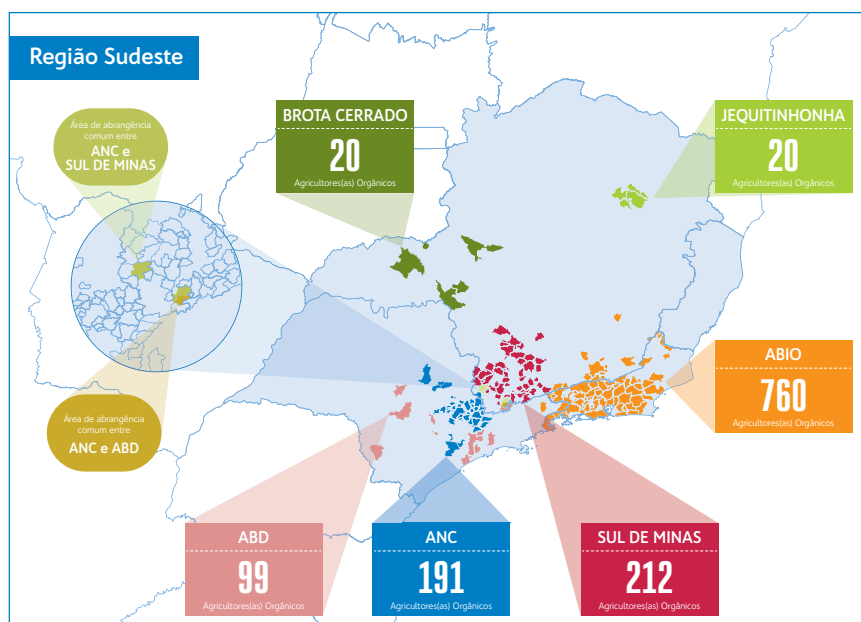 Região Sudeste
Área de abrangência
comum entre
ANC e
SUL DE MINAS
BROTA CERRADO
20
Agricultores(as) Orgânicos
JEQUITINHONHA
20
Agricultores(as) Orgânicos
ABIO
760
Agricultores(as) Orgânicos
Área de abrangência
comum entre
ANC e ABD
ABD
99
Agricultores(as) Orgânicos
ANC
191
Agricultores(as) Orgânicos
SUL DE MINAS
212
Agricultores(as) Orgânicos